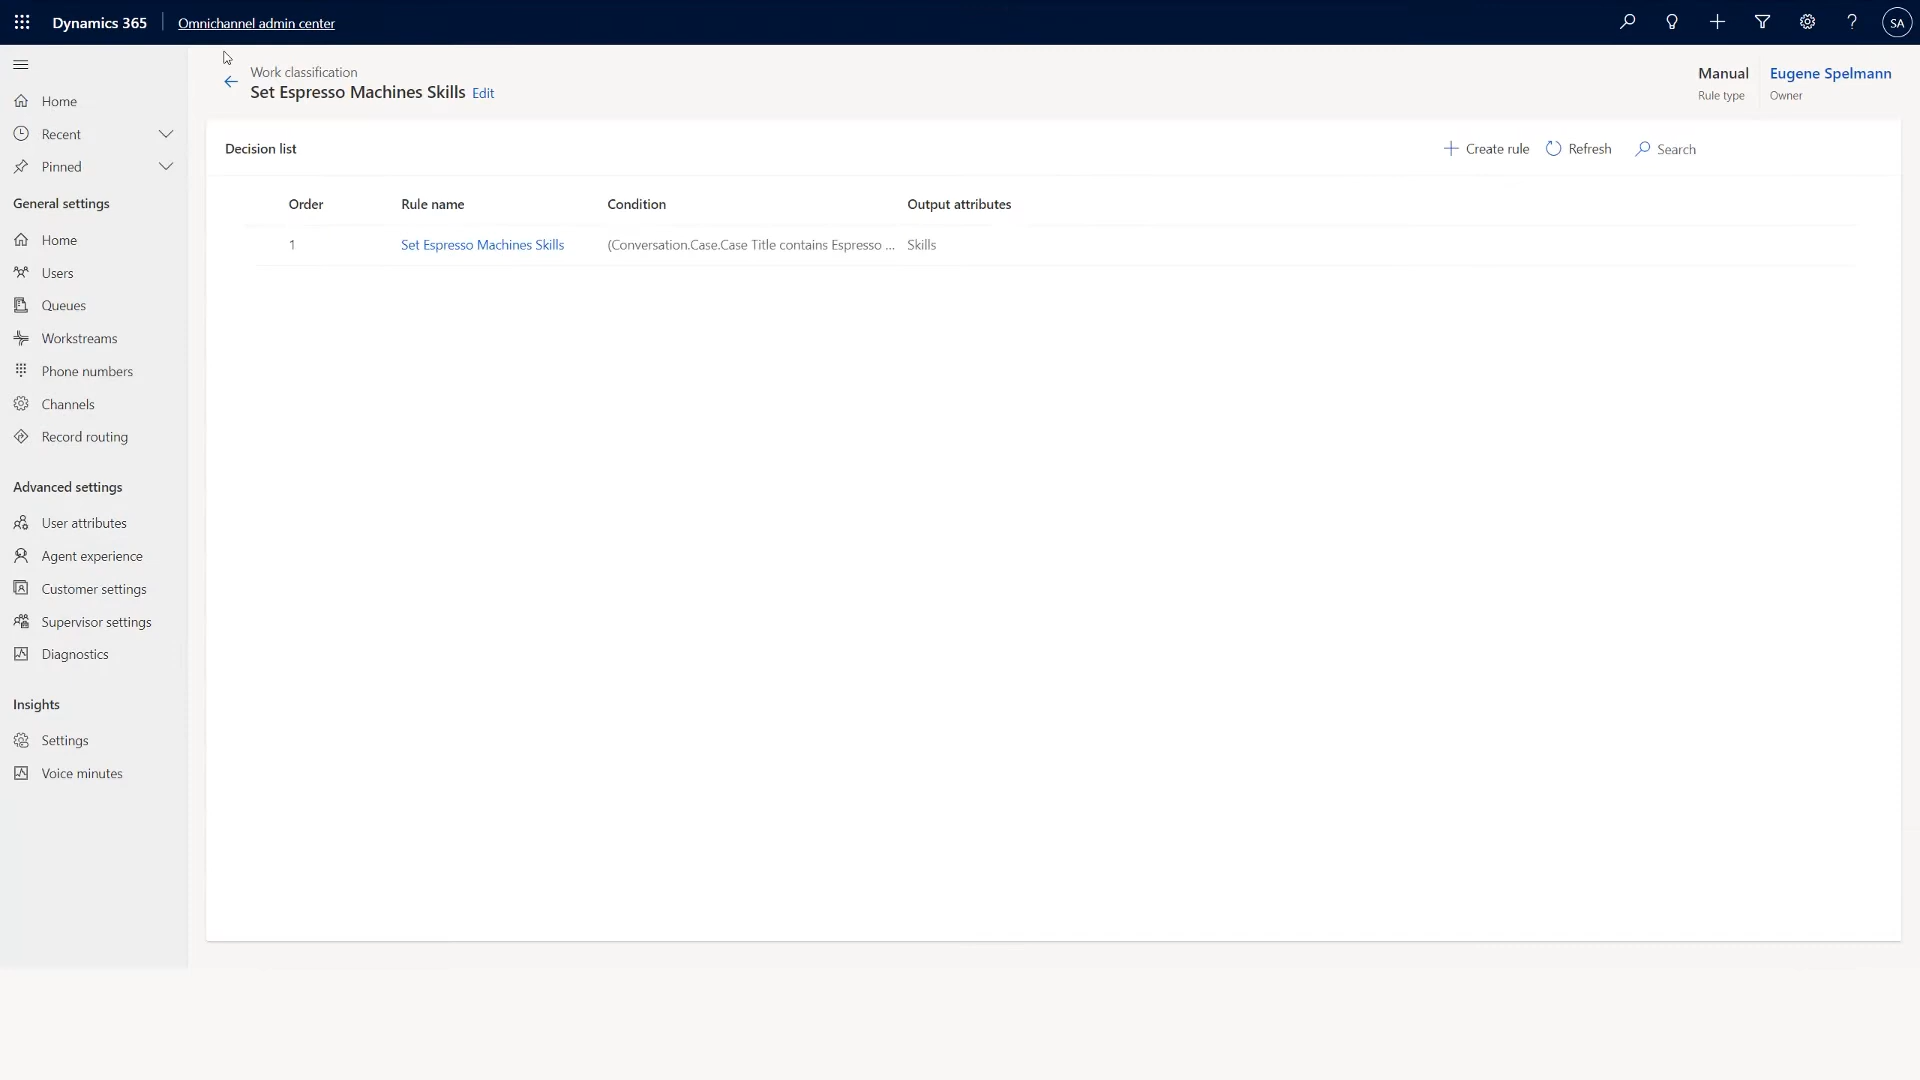 Dynamics 365
Omnichannel admin center
SA
Work classification
Set Espresso Machines Skills Edit
Manual
Rule type
Eugene Spelmann
Owner
Home
Recent
Pinned
General settings
Home
Users
Queues
Workstreams
Phone numbers
Channels
Record routing
Advanced settings
User attributes
Agent experience
Customer settings
Supervisor settings
Diagnostics
Insights
Settings
Voice minutes
Decision list
Create rule
Refresh
Search
Order Rule name Condition Output attributes
1 Set Espresso Machines Skills (Conversation.Case.Case Title contains Espresso ... Skills